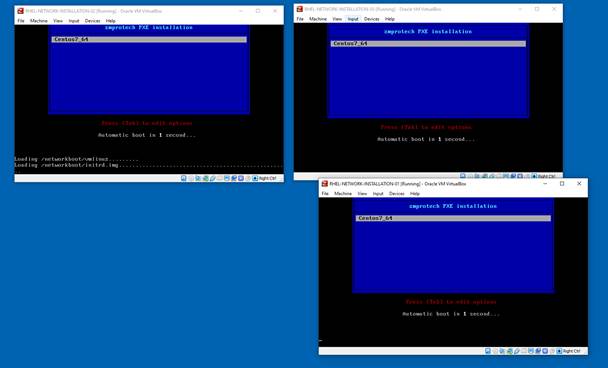 RHEL-NETWORK-INSTALLATION-02 [Running] - Oracle VM VirtualBox
File Machine View Input Devices Help
smprotech PXE installation
Centos7_64
Press [Tab] to edit options
Automatic boot in 1 second...
Loading /networkboot/vmlinuz.........
Loading /networkboot/initrd.img.....................................................
Right Ctrl
RHEL-NETWORK-INSTALLATION-03 [Running] - Oracle VM VirtualBox
File Machine View Input Devices Help
smprotech PXE installation
Centos7_64
Press [Tab] to edit options
Automatic boot in 1 second...
Right Ctrl
RHEL-NETWORK-INSTALLATION-01 [Running] - Oracle VM VirtualBox
File Machine View Input Devices Help
smprotech PXE installation
Centos7_64
Press [Tab] to edit options
Automatic boot in 1 second...
Right Ctrl